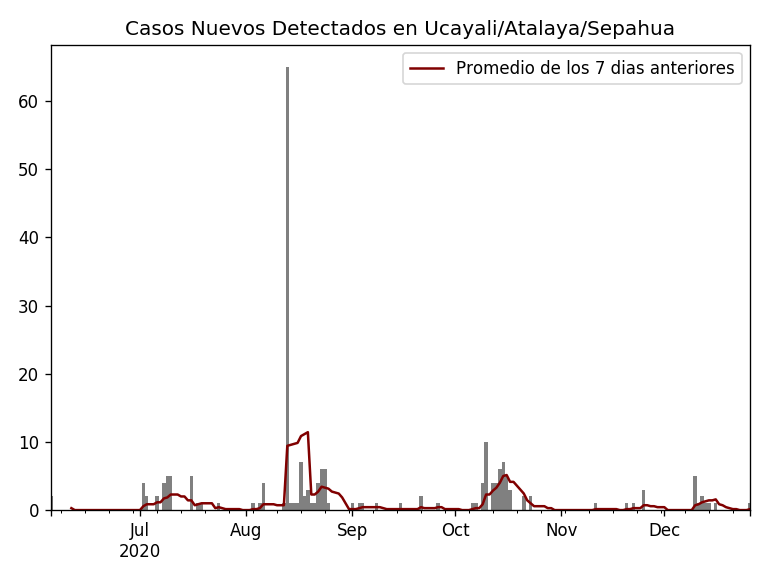 Casos Nuevos Detectados en Ucayali/Atalaya/Sepahua
Promedio de los 7 dias anteriores
60
50
40
30
20
10
0
Jul Aug Sep Oct Nov Dec
2020